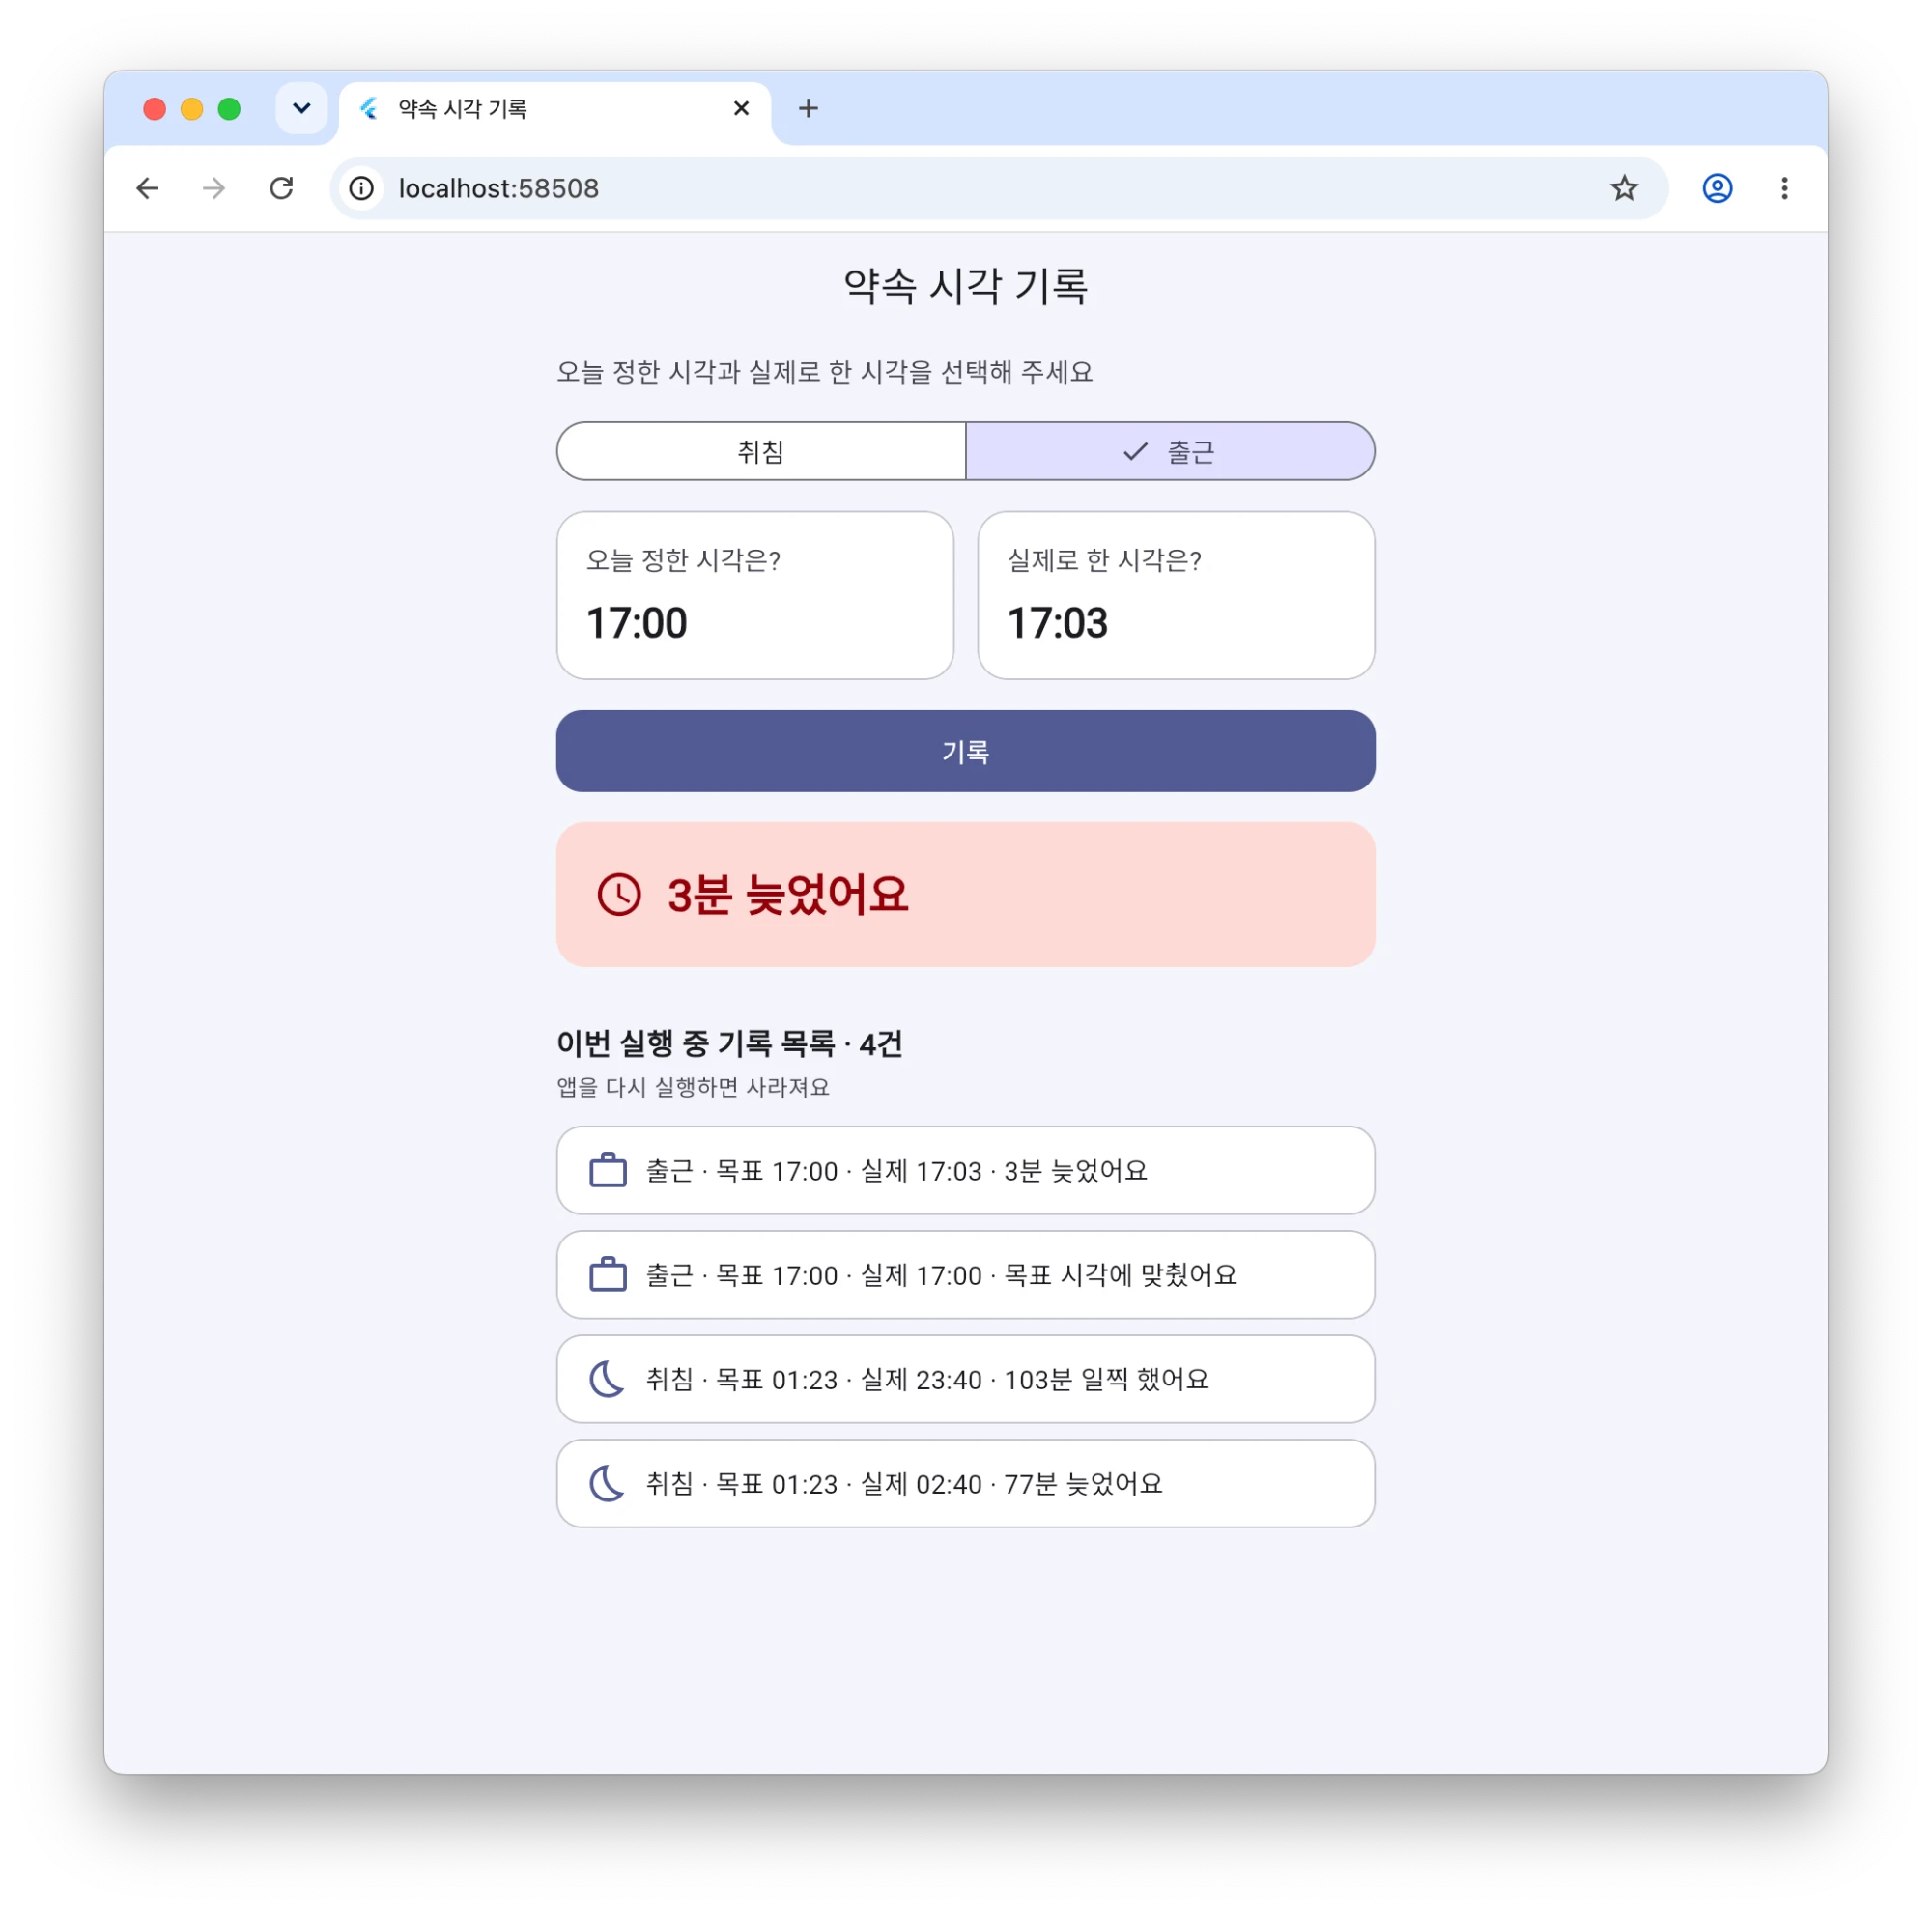 약속 시각 기록
localhost:58508
약속 시각 기록
오늘 정한 시각과 실제로 한 시각을 선택해 주세요
취침
출근
오늘 정한 시각은?
17:00
실제로 한 시각은?
17:03
기록
3분 늦었어요
이번 실행 중 기록 목록 · 4건
앱을 다시 실행하면 사라져요
출근 · 목표 17:00 · 실제 17:03 · 3분 늦었어요
출근 · 목표 17:00 · 실제 17:00 · 목표 시각에 맞췄어요
취침 · 목표 01:23 · 실제 23:40 · 103분 일찍 했어요
취침 · 목표 01:23 · 실제 02:40 · 77분 늦었어요